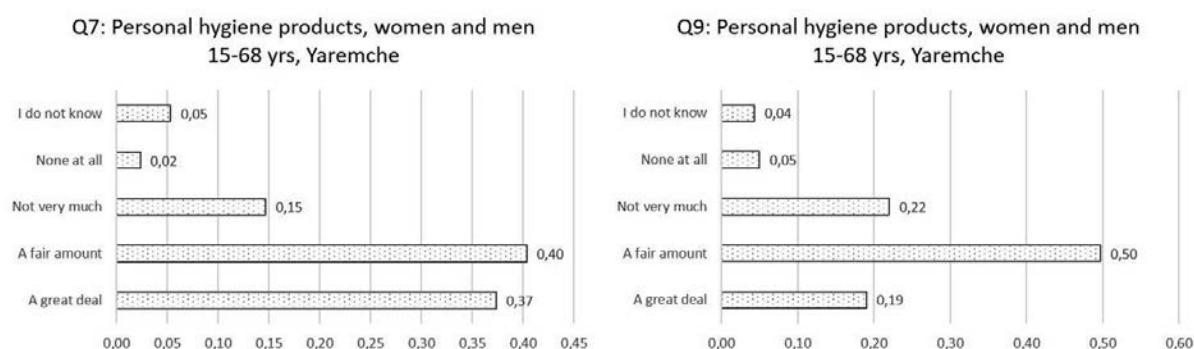 Q7: Personal hygiene products, women and men
15-68 yrs, Yaremche
I do not know
0,05
None at all
0,02
Not very much
0,15
A fair amount
0,40
A great deal
0,37
0,00 0,05 0,10 0,15 0,20 0,25 0,30 0,35 0,40 0,45
Q9: Personal hygiene products, women and men
15-68 yrs, Yaremche
I do not know
0,04
None at all
0,05
Not very much
0,22
A fair amount
0,50
A great deal
0,19
0,00 0,10 0,20 0,30 0,40 0,50 0,60